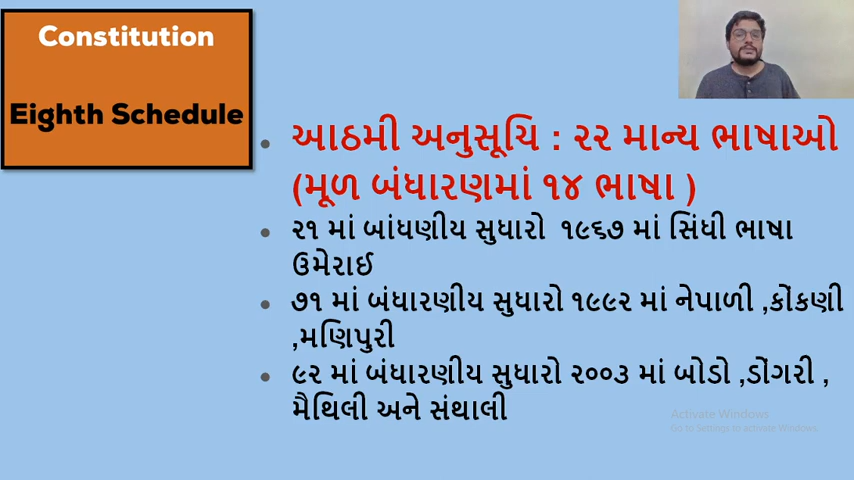 Constitution
Eighth Schedule
આઠમી અનુસૂચિ : ૨૨ માન્ય ભાષાઓ
(મૂળ બંધારણમાં ૧૪ ભાષા )
૨૧ માં બાંધણીય સુધારો ૧૯૬૭ માં સિંધી ભાષા
ઉમેરાઈ
૭૧ માં બંધારણીય સુધારો ૧૯૯૨ માં નેપાળી ,કોંકણી
,મણિપુરી
૯૨ માં બંધારણીય સુધારો ૨૦૦૩ માં બોડો ,ડોંગરી ,
મૈથિલી અને સંથાલી
Activate Windows
Go to Settings to activate Windows.